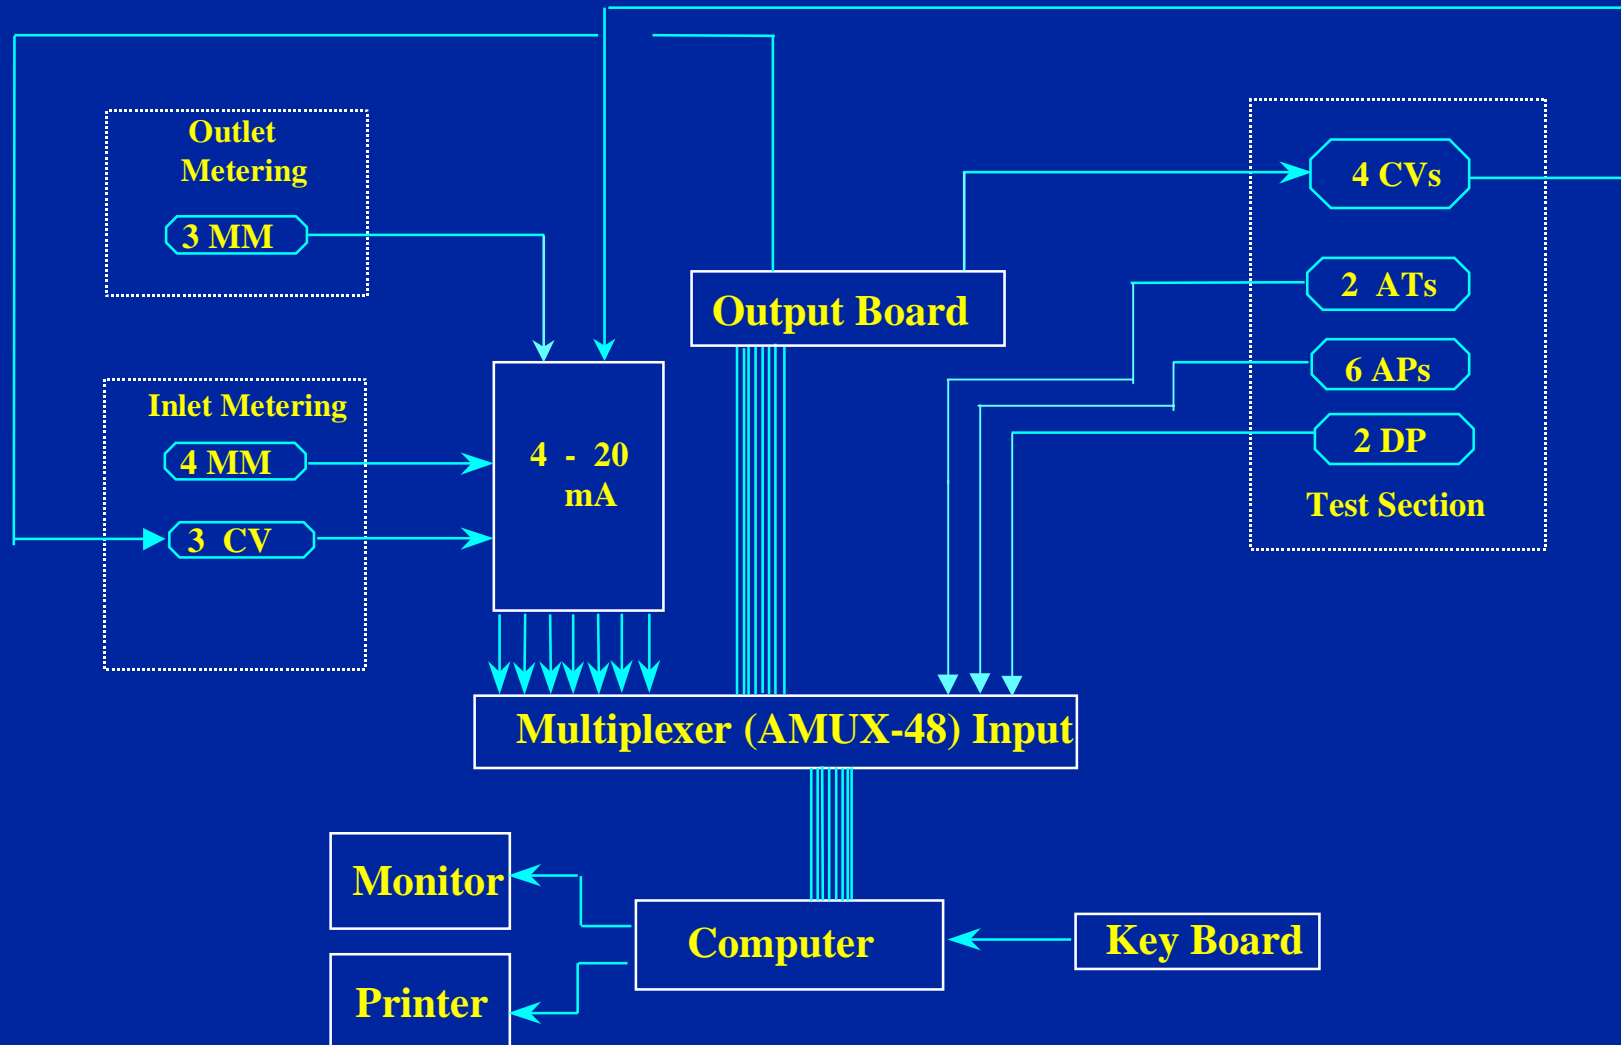 Outlet
Metering
3 MM
Inlet Metering
4 MM
3 CV
4 - 20
mA
Output Board
4 CVs
2 ATs
6 APs
2 DP
Test Section
Multiplexer (AMUX-48) Input
Monitor
Computer
Key Board
Printer